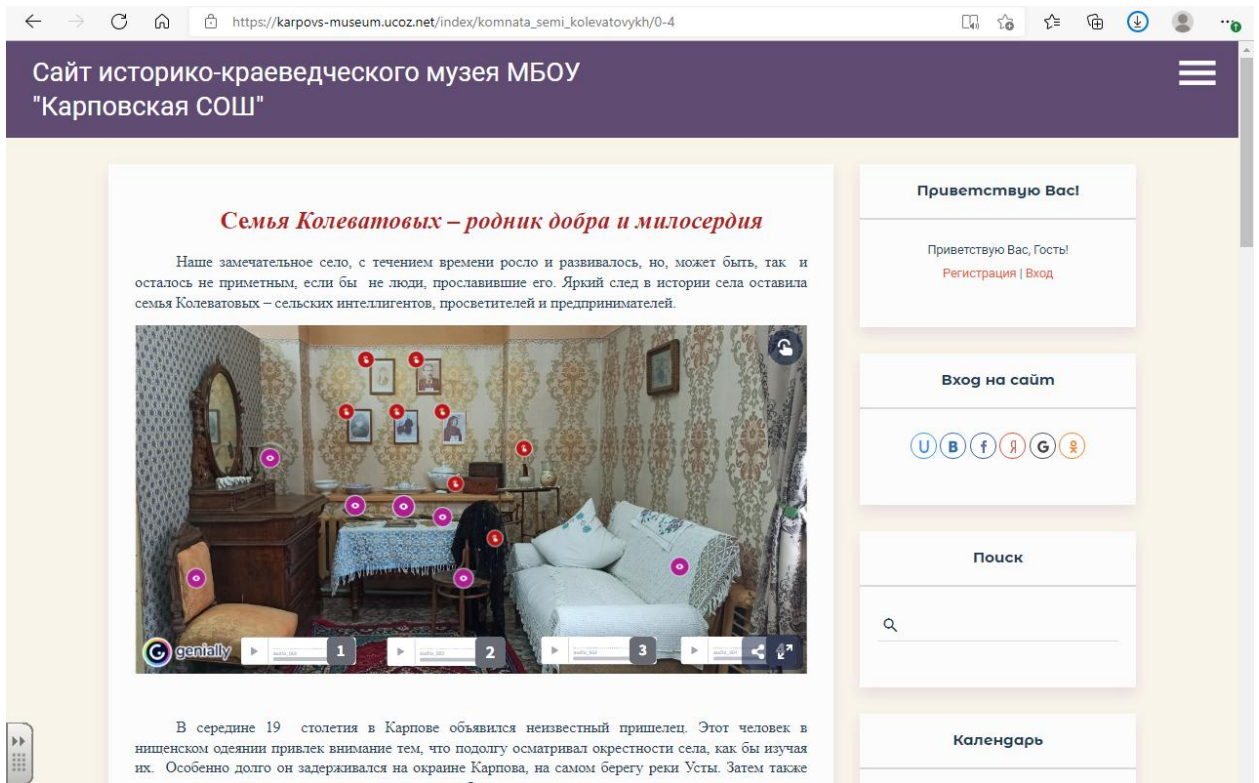 https://karpovs-museum.ucoz.net/index/komnata_semi_kolevatovykh/0-4
Сайт историко-краеведческого музея МБОУ
"Карповская СОШ"
Семья Колеватовых – родник добра и милосердия
Наше замечательное село, с течением времени росло и развивалось, но, может быть, так и
осталось не приметным, если бы не люди, прославившие его. Яркий след в истории села оставила
семья Колеватовых – сельских интеллигентов, просветителей и предпринимателей.
G genially
1
2
3
4
В середине 19 столетия в Карпове объявился неизвестный пришелец. Этот человек в
нищенском одеянии привлек внимание тем, что подолгу осматривал окрестности села, как бы изучая
их. Особенно долго он задерживался на окраине Карпова, на самом берегу реки Усты. Затем также
Приветствую Вас!
Приветствую Вас, Гость!
Регистрация | Вход
Вход на сайт
U B f Я G
Поиск
Календарь